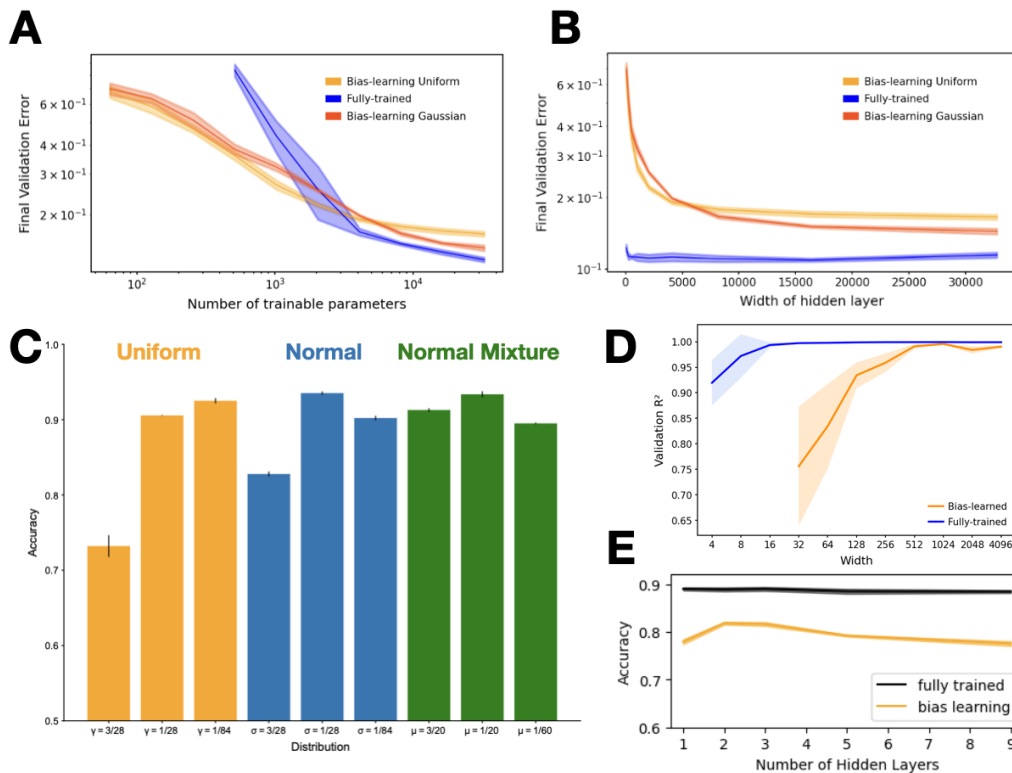 A
Final Validation Error
6 × 10⁻¹
4 × 10⁻¹
3 × 10⁻¹
2 × 10⁻¹
Bias-learning Uniform
Fully-trained
Bias-learning Gaussian
10² 10³ 10⁴
Number of trainable parameters
B
Final Validation Error
6 × 10⁻¹
4 × 10⁻¹
3 × 10⁻¹
2 × 10⁻¹
10⁻¹
Bias-learning Uniform
Fully-trained
Bias-learning Gaussian
0 5000 10000 15000 20000 25000 30000
Width of hidden layer
C
Uniform Normal Normal Mixture
Accuracy
1.0
0.9
0.8
0.7
0.6
0.5
γ = 3/28 γ = 1/28 γ = 1/84 σ = 3/28 σ = 1/28 σ = 1/84 μ = 3/20 μ = 1/20 μ = 1/60
Distribution
D
Validation R²
1.00
0.95
0.90
0.85
0.80
0.75
0.70
0.65
Bias-learned
Fully-trained
4 8 16 32 64 128 256 512 1024 2048 4096
Width
E
Accuracy
0.9
0.8
0.7
0.6
fully trained
bias learning
1 2 3 4 5 6 7 8 9
Number of Hidden Layers